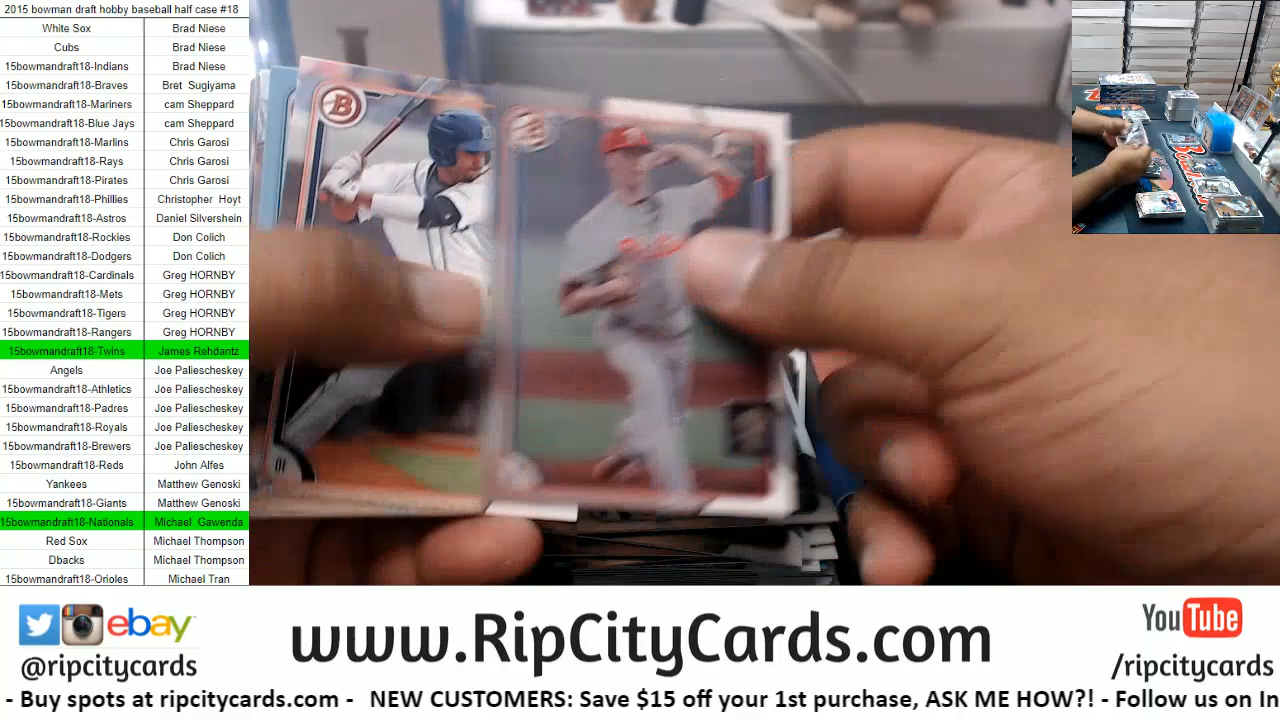 2015 bowman draft hobby baseball half case #18
White Sox Brad Niese
Cubs Brad Niese
15bowmandraft18-Indians Brad Niese
15bowmandraft18-Braves Bret Sugiyama
15bowmandraft18-Mariners cam Sheppard
15bowmandraft18-Blue Jays cam Sheppard
15bowmandraft18-Marlins Chris Garosi
15bowmandraft18-Rays Chris Garosi
15bowmandraft18-Pirates Chris Garosi
15bowmandraft18-Phillies Christopher Hoyt
15bowmandraft18-Astros Daniel Silvershein
15bowmandraft18-Rockies Don Colich
15bowmandraft18-Dodgers Don Colich
15bowmandraft18-Cardinals Greg HORNBY
15bowmandraft18-Mets Greg HORNBY
15bowmandraft18-Tigers Greg HORNBY
15bowmandraft18-Rangers Greg HORNBY
15bowmandraft18-Twins James Rehdantz
Angels Joe Paliescheskey
15bowmandraft18-Athletics Joe Paliescheskey
15bowmandraft18-Padres Joe Paliescheskey
15bowmandraft18-Royals Joe Paliescheskey
15bowmandraft18-Brewers Joe Paliescheskey
15bowmandraft18-Reds John Alfes
Yankees Matthew Genoski
15bowmandraft18-Giants Matthew Genoski
15bowmandraft18-Nationals Michael Gawenda
Red Sox Michael Thompson
Dbacks Michael Thompson
15bowmandraft18-Orioles Michael Tran
B
ebay
@ripcitycards
www.RipCityCards.com
YouTube
/ripcitycards
- Buy spots at ripcitycards.com - NEW CUSTOMERS: Save $15 off your 1st purchase, ASK ME HOW?! - Follow us on In